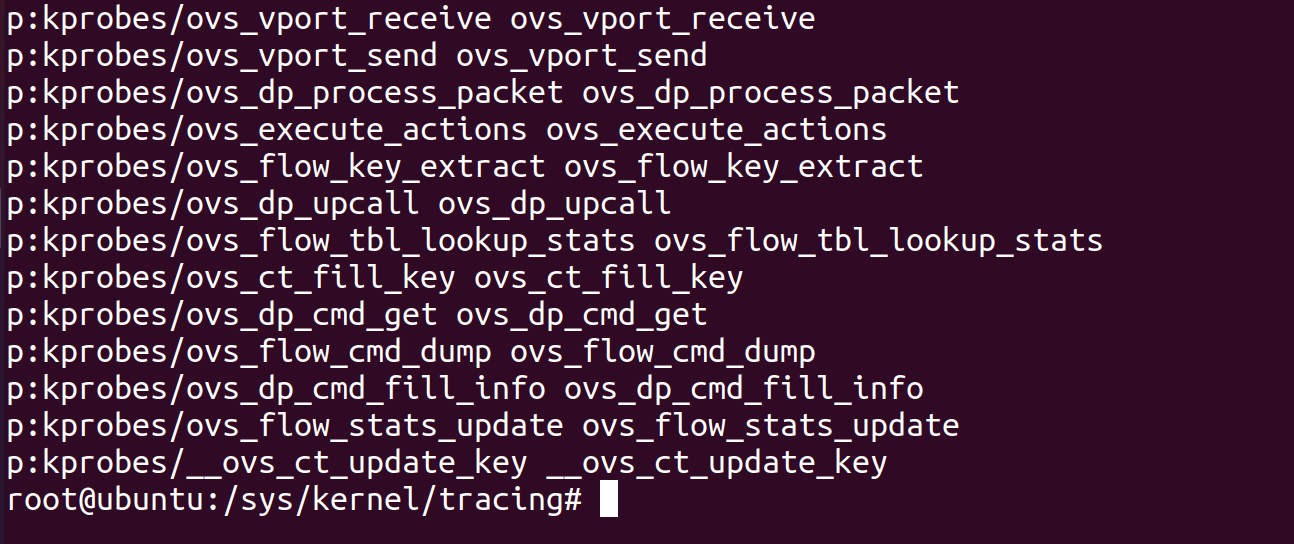 p:kprobes/ovs_vport_receive ovs_vport_receive
p:kprobes/ovs_vport_send ovs_vport_send
p:kprobes/ovs_dp_process_packet ovs_dp_process_packet
p:kprobes/ovs_execute_actions ovs_execute_actions
p:kprobes/ovs_flow_key_extract ovs_flow_key_extract
p:kprobes/ovs_dp_upcall ovs_dp_upcall
p:kprobes/ovs_flow_tbl_lookup_stats ovs_flow_tbl_lookup_stats
p:kprobes/ovs_ct_fill_key ovs_ct_fill_key
p:kprobes/ovs_dp_cmd_get ovs_dp_cmd_get
p:kprobes/ovs_flow_cmd_dump ovs_flow_cmd_dump
p:kprobes/ovs_dp_cmd_fill_info ovs_dp_cmd_fill_info
p:kprobes/ovs_flow_stats_update ovs_flow_stats_update
p:kprobes/__ovs_ct_update_key __ovs_ct_update_key
root@ubuntu:/sys/kernel/tracing#